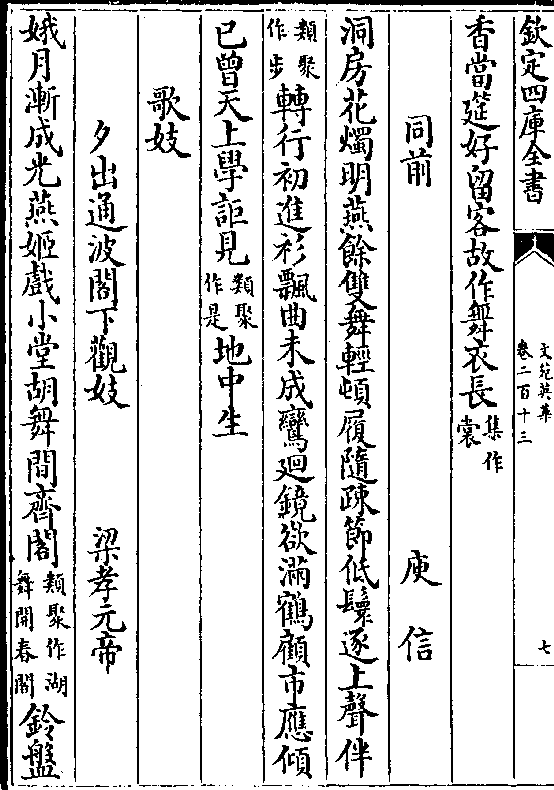 欽定四庫全書
文苑英華
卷二百十三
七
香當筵好留客故作舞衣長集作裳
同前 庾信
洞房花燭明燕餘雙舞輕頓履隨疎節低鬟逐上聲伴
類聚作步轉行初進衫飄曲未成鸞迴鏡欲滿鶴顧市應傾
已曾天上學詎見類聚作是地中生
歌妓
夕出通波閣下觀妓 梁孝元帝
娥月漸成光燕姬戲小堂胡舞間齊閣類聚作湖舞開春閣鈴盤